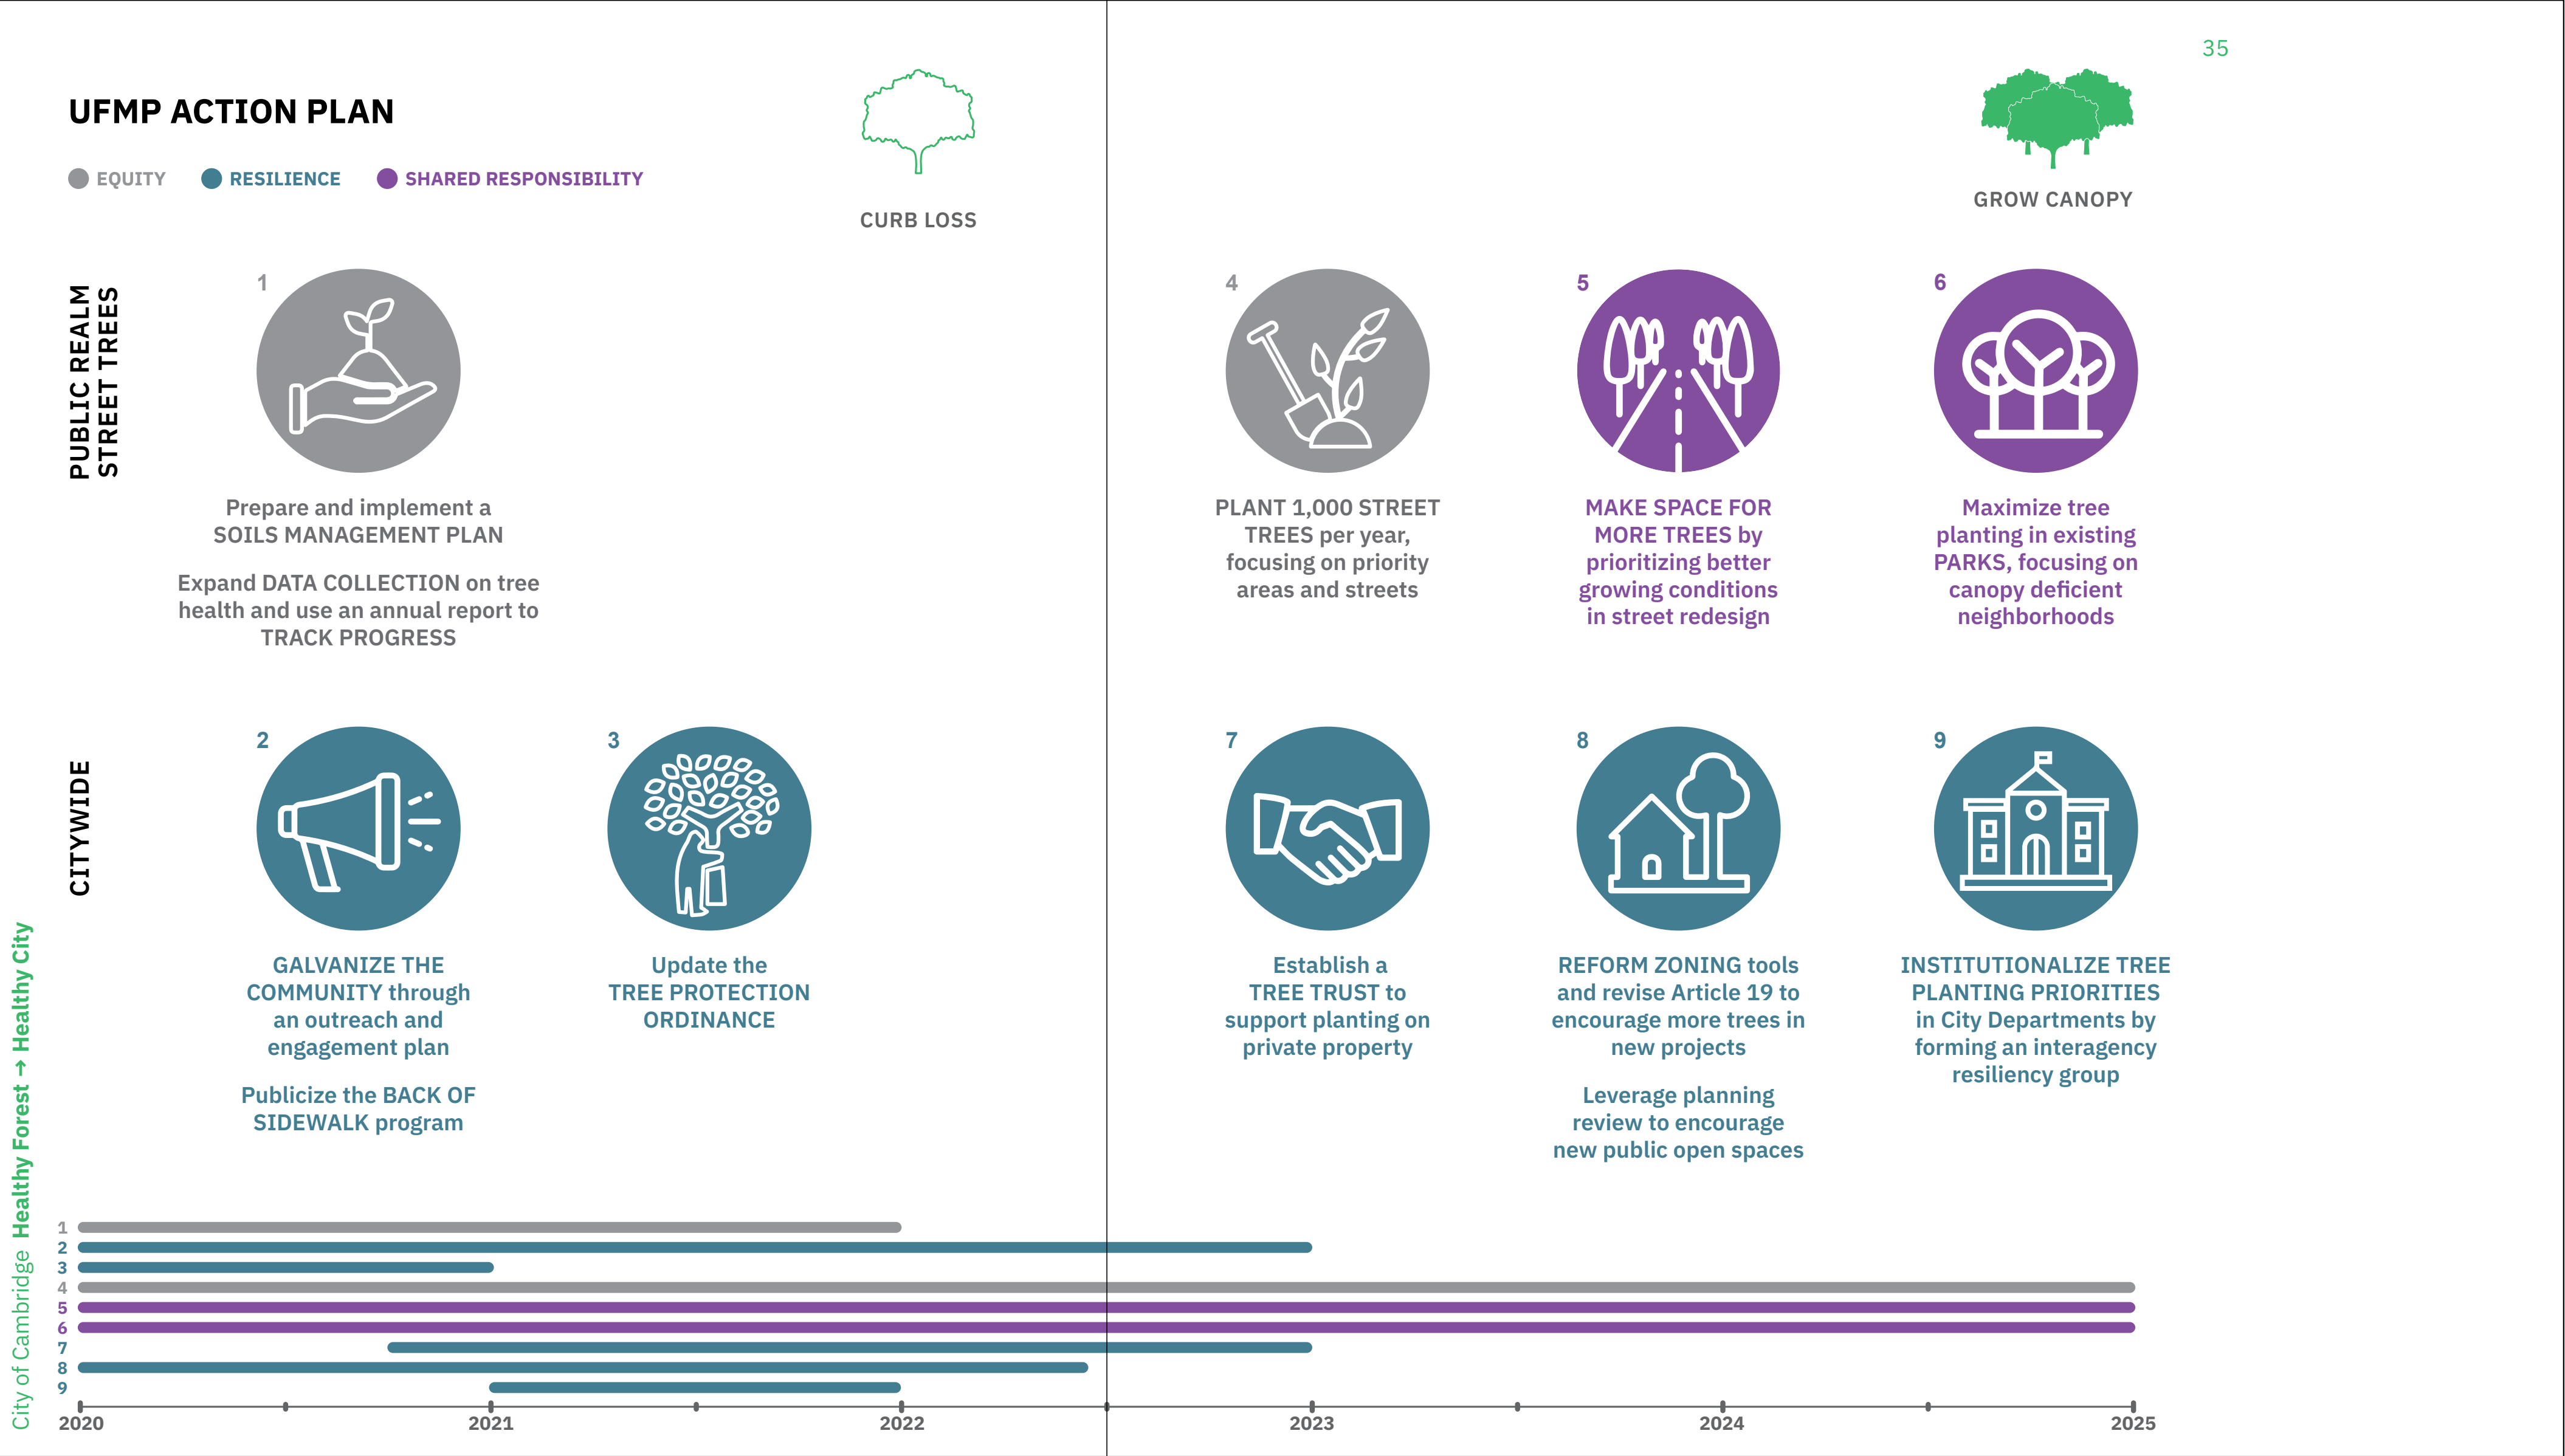 35
UFMP ACTION PLAN
EQUITY
RESILIENCE
SHARED RESPONSIBILITY
CURB LOSS
GROW CANOPY
PUBLIC REALM
STREET TREES
1
Prepare and implement a
SOILS MANAGEMENT PLAN
Expand DATA COLLECTION on tree
health and use an annual report to
TRACK PROGRESS
4
PLANT 1,000 STREET
TREES per year,
focusing on priority
areas and streets
5
MAKE SPACE FOR
MORE TREES by
prioritizing better
growing conditions
in street redesign
6
Maximize tree
planting in existing
PARKS, focusing on
canopy deficient
neighborhoods
CITYWIDE
2
GALVANIZE THE
COMMUNITY through
an outreach and
engagement plan
Publicize the BACK OF
SIDEWALK program
3
Update the
TREE PROTECTION
ORDINANCE
7
Establish a
TREE TRUST to
support planting on
private property
8
REFORM ZONING tools
and revise Article 19 to
encourage more trees in
new projects
Leverage planning
review to encourage
new public open spaces
9
INSTITUTIONALIZE TREE
PLANTING PRIORITIES
in City Departments by
forming an interagency
resiliency group
City of Cambridge Healthy Forest → Healthy City
1
2
3
4
5
6
7
8
9
2020 2021 2022 2023 2024 2025